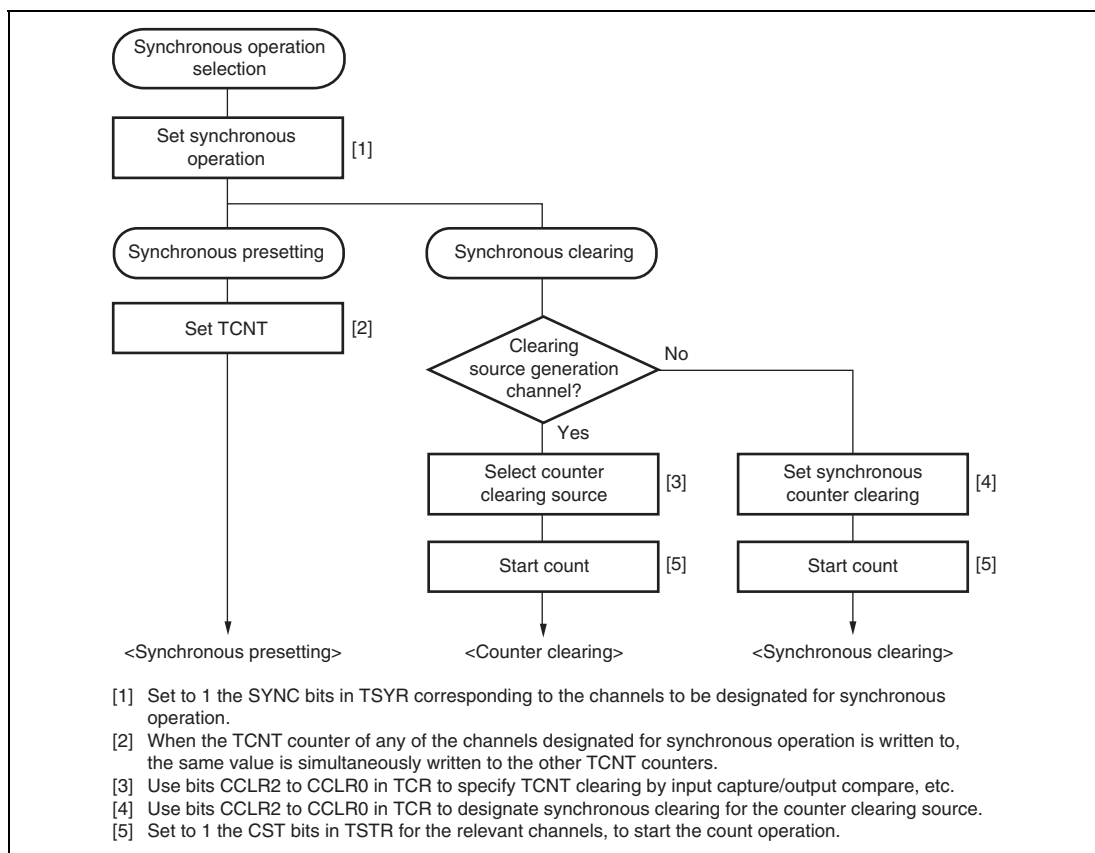 Synchronous operation
selection
Set synchronous
operation
[1]
Synchronous presetting
Synchronous clearing
Set TCNT
[2]
Clearing
source generation
channel?
No
Yes
Select counter
clearing source
[3]
Set synchronous
counter clearing
[4]
Start count
[5]
Start count
[5]
<Synchronous presetting>
<Counter clearing>
<Synchronous clearing>
[1] Set to 1 the SYNC bits in TSYR corresponding to the channels to be designated for synchronous
operation.
[2] When the TCNT counter of any of the channels designated for synchronous operation is written to,
the same value is simultaneously written to the other TCNT counters.
[3] Use bits CCLR2 to CCLR0 in TCR to specify TCNT clearing by input capture/output compare, etc.
[4] Use bits CCLR2 to CCLR0 in TCR to designate synchronous clearing for the counter clearing source.
[5] Set to 1 the CST bits in TSTR for the relevant channels, to start the count operation.